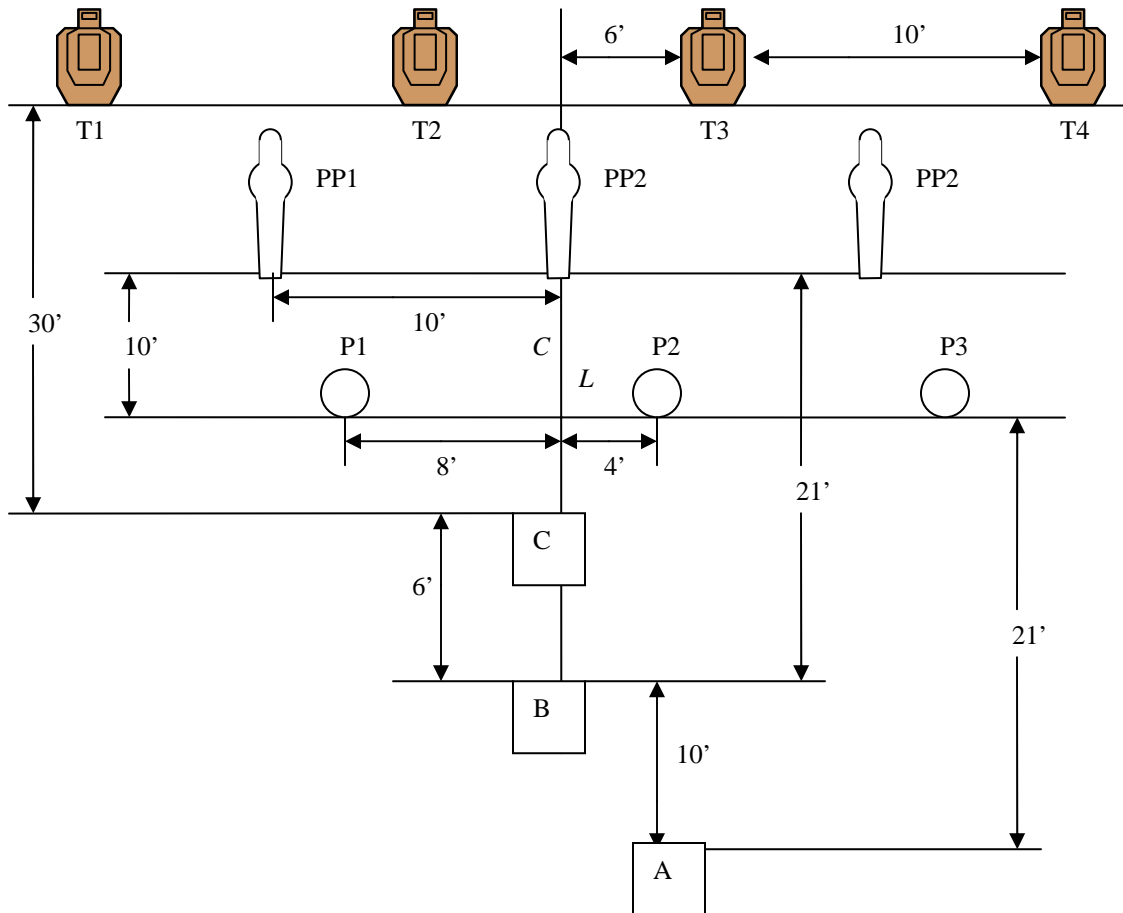 6’ 10’
T1 T2 T3 T4
PP1 PP2 PP2
10’
30’ 10’
C
P1 P2 P3
L
8’ 4’
21’
C
6’
21’
B
10’
A